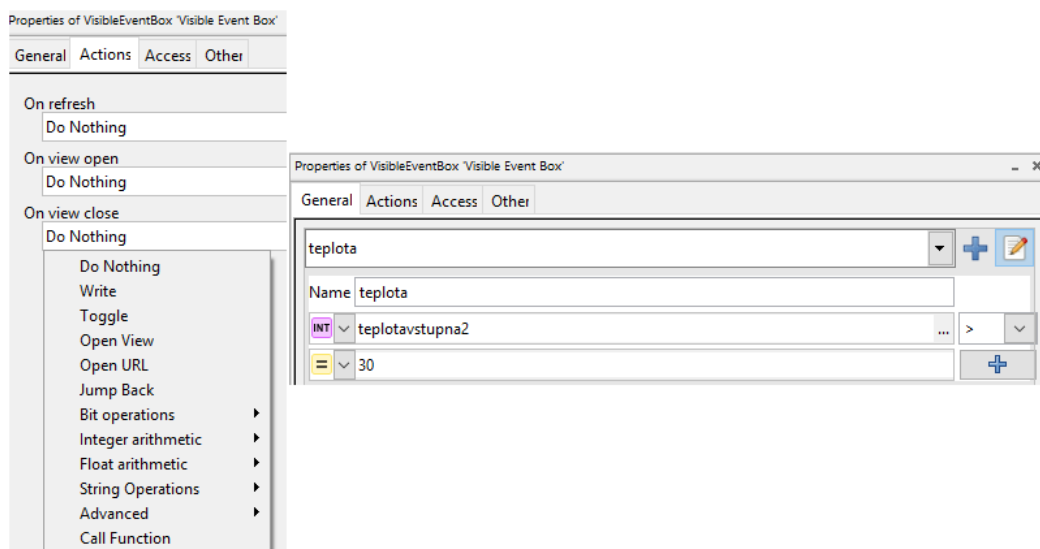 Properties of VisibleEventBox 'Visible Event Box'
General Actions Access Other
On refresh
Do Nothing
On view open
Do Nothing
On view close
Do Nothing
Do Nothing
Write
Toggle
Open View
Open URL
Jump Back
Bit operations
Integer arithmetic
Float arithmetic
String Operations
Advanced
Call Function
Properties of VisibleEventBox 'Visible Event Box'
General Actions Access Other
teplota
Name teplota
INT teplotavstupna2 ... >
= 30